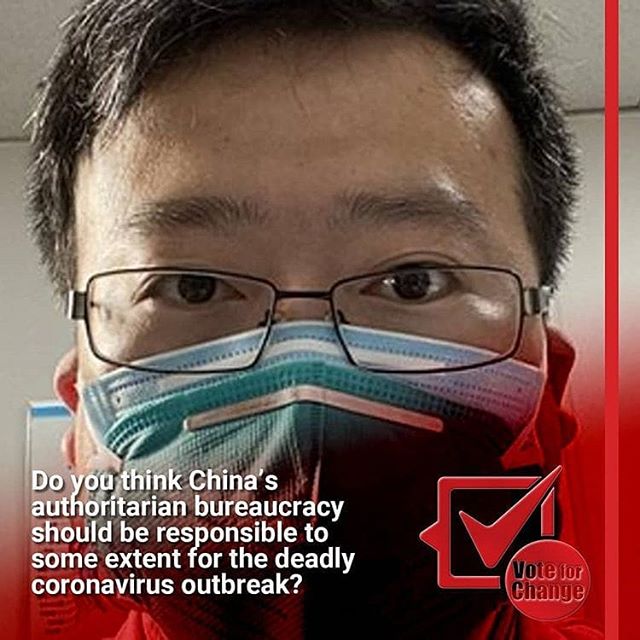 Do you think China's
authoritarian bureaucracy
should be responsible to
some extent for the deadly
coronavirus outbreak?
Vote for
Change